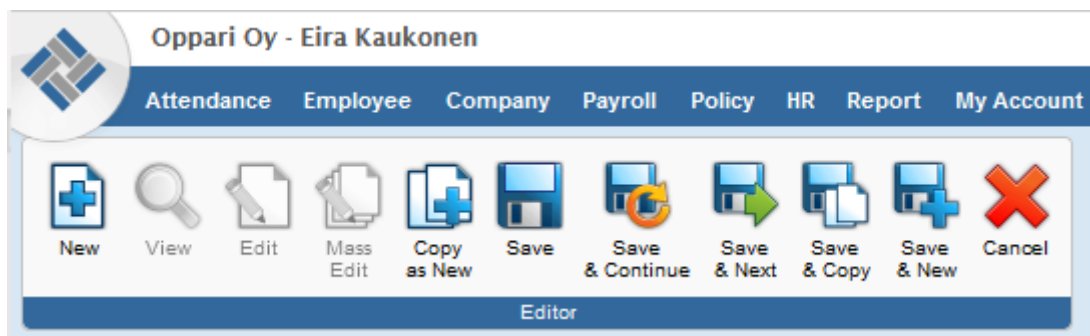 Oppari Oy - Eira Kaukonen
Attendance Employee Company Payroll Policy HR Report My Account
New View Edit Mass Edit Copy as New Save Save & Continue Save & Next Save & Copy Save & New Cancel
Editor